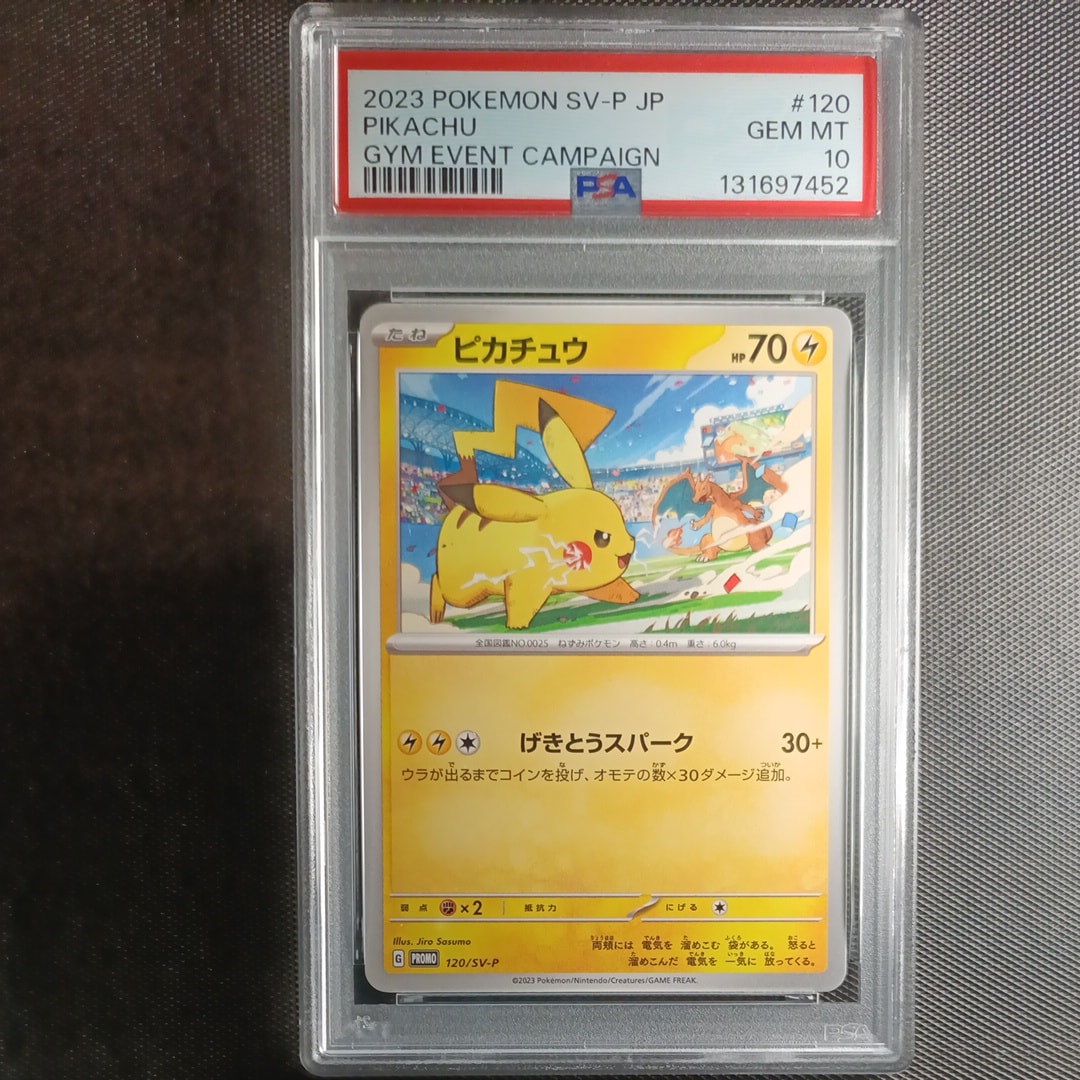 2023 POKEMON SV-P JP #120
PIKACHU GEM MT
GYM EVENT CAMPAIGN 10
PSA 131697452
たね ピカチュウ HP 70
全国図鑑NO.0025 ねずみポケモン 高さ:0.4m 重さ:6.0kg
げきとうスパーク 30+
ウラが出るまでコインを投げ、オモテの数×30ダメージ追加。
弱点 ×2 抵抗力 にげる
Illus. Jiro Sasumo
両頬には 電気を 溜めこむ 袋がある。 怒ると
溜めこんだ 電気を 一気に 放ってくる。
G PROMO 120/SV-P
©2023 Pokémon/Nintendo/Creatures/GAME FREAK.
PSA